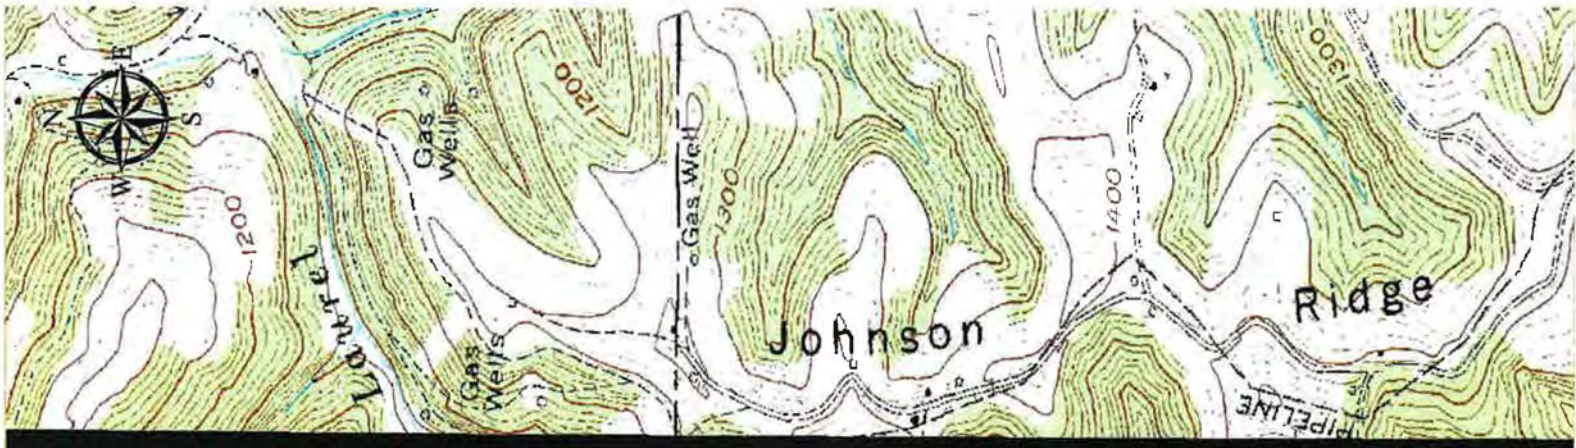 E
N
S
W
1200
Laurel
Gas
Wells
1200
Gas
Wells
Gas Well
1300
Johnson
1400
1300
Ridge
PIPELINE